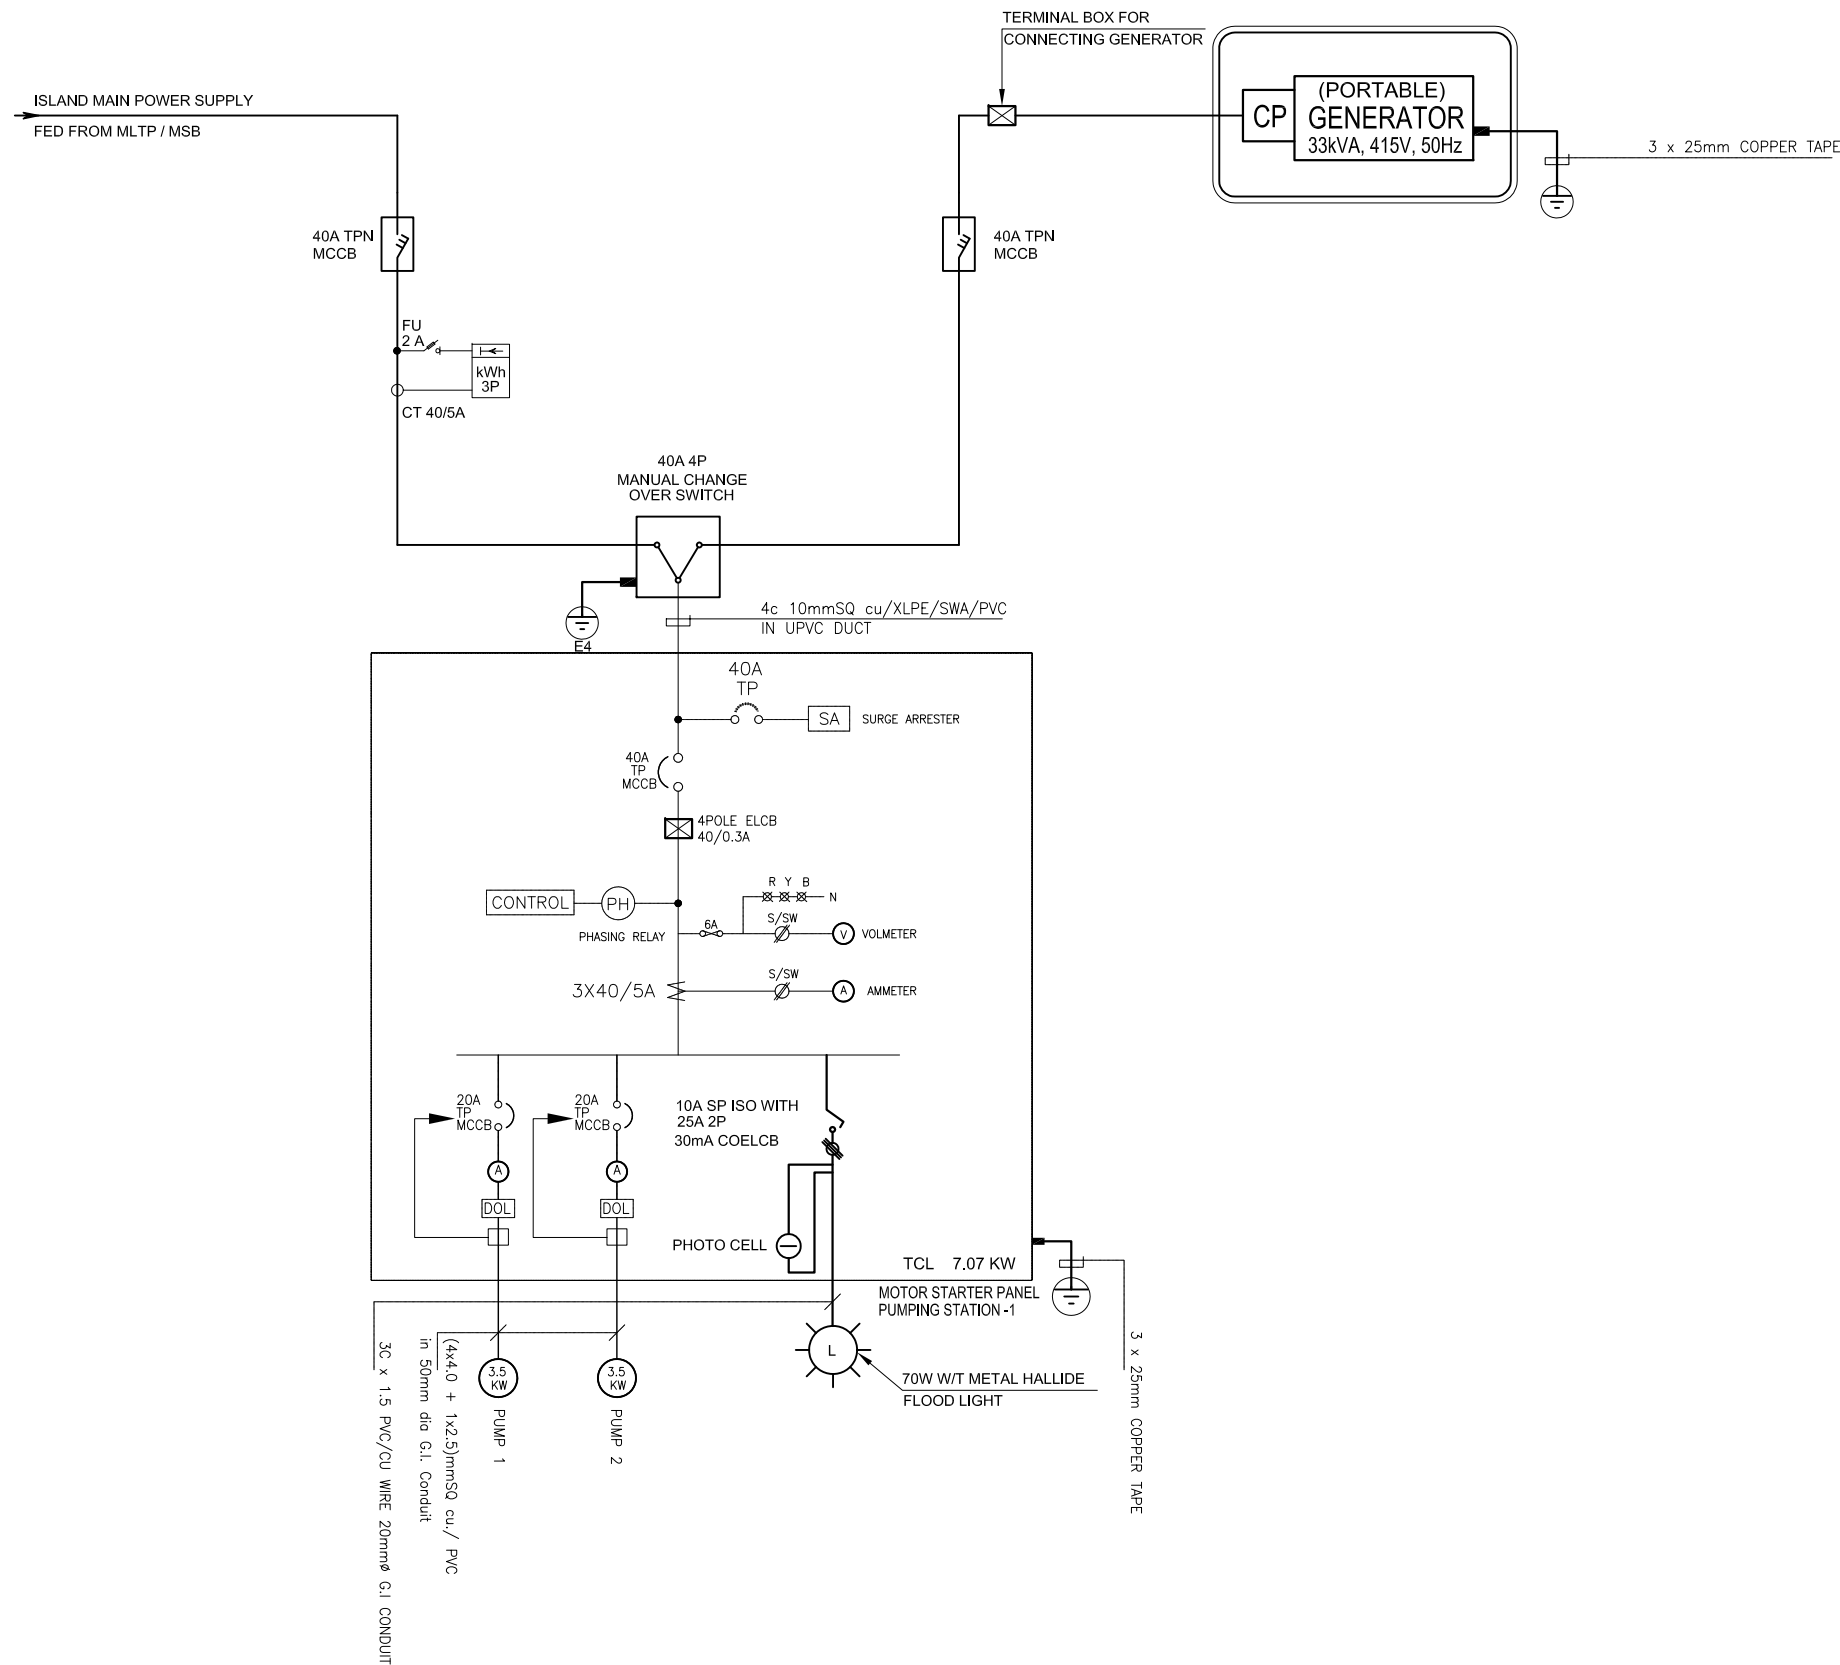 TERMINAL BOX FOR
CONNECTING GENERATOR
ISLAND MAIN POWER SUPPLY
FED FROM MLTP / MSB
CP
(PORTABLE)
GENERATOR
33kVA, 415V, 50Hz
3 x 25mm COPPER TAPE
40A TPN
MCCB
40A TPN
MCCB
FU
2 A
kWh
3P
CT 40/5A
40A 4P
MANUAL CHANGE
OVER SWITCH
4c 10mmSQ cu/XLPE/SWA/PVC
IN UPVC DUCT
E4
40A
TP
SA
SURGE ARRESTER
40A
TP
MCCB
4POLE ELCB
40/0.3A
CONTROL
PH
PHASING RELAY
R Y B
N
6A
S/SW
V
VOLMETER
3X40/5A
S/SW
A
AMMETER
20A
TP
MCCB
20A
TP
MCCB
10A SP ISO WITH
25A 2P
30mA COELCB
A
A
DOL
DOL
PHOTO CELL
TCL 7.07 KW
MOTOR STARTER PANEL
PUMPING STATION -1
3.5
KW
3.5
KW
L
70W W/T METAL HALLIDE
FLOOD LIGHT
PUMP 1
PUMP 2
(4x4.0 + 1x2.5)mmSQ cu./ PVC
in 50mm dia G.I. Conduit
3C x 1.5 PVC/CU WIRE 20mmø G.I CONDUIT
3 x 25mm COPPER TAPE